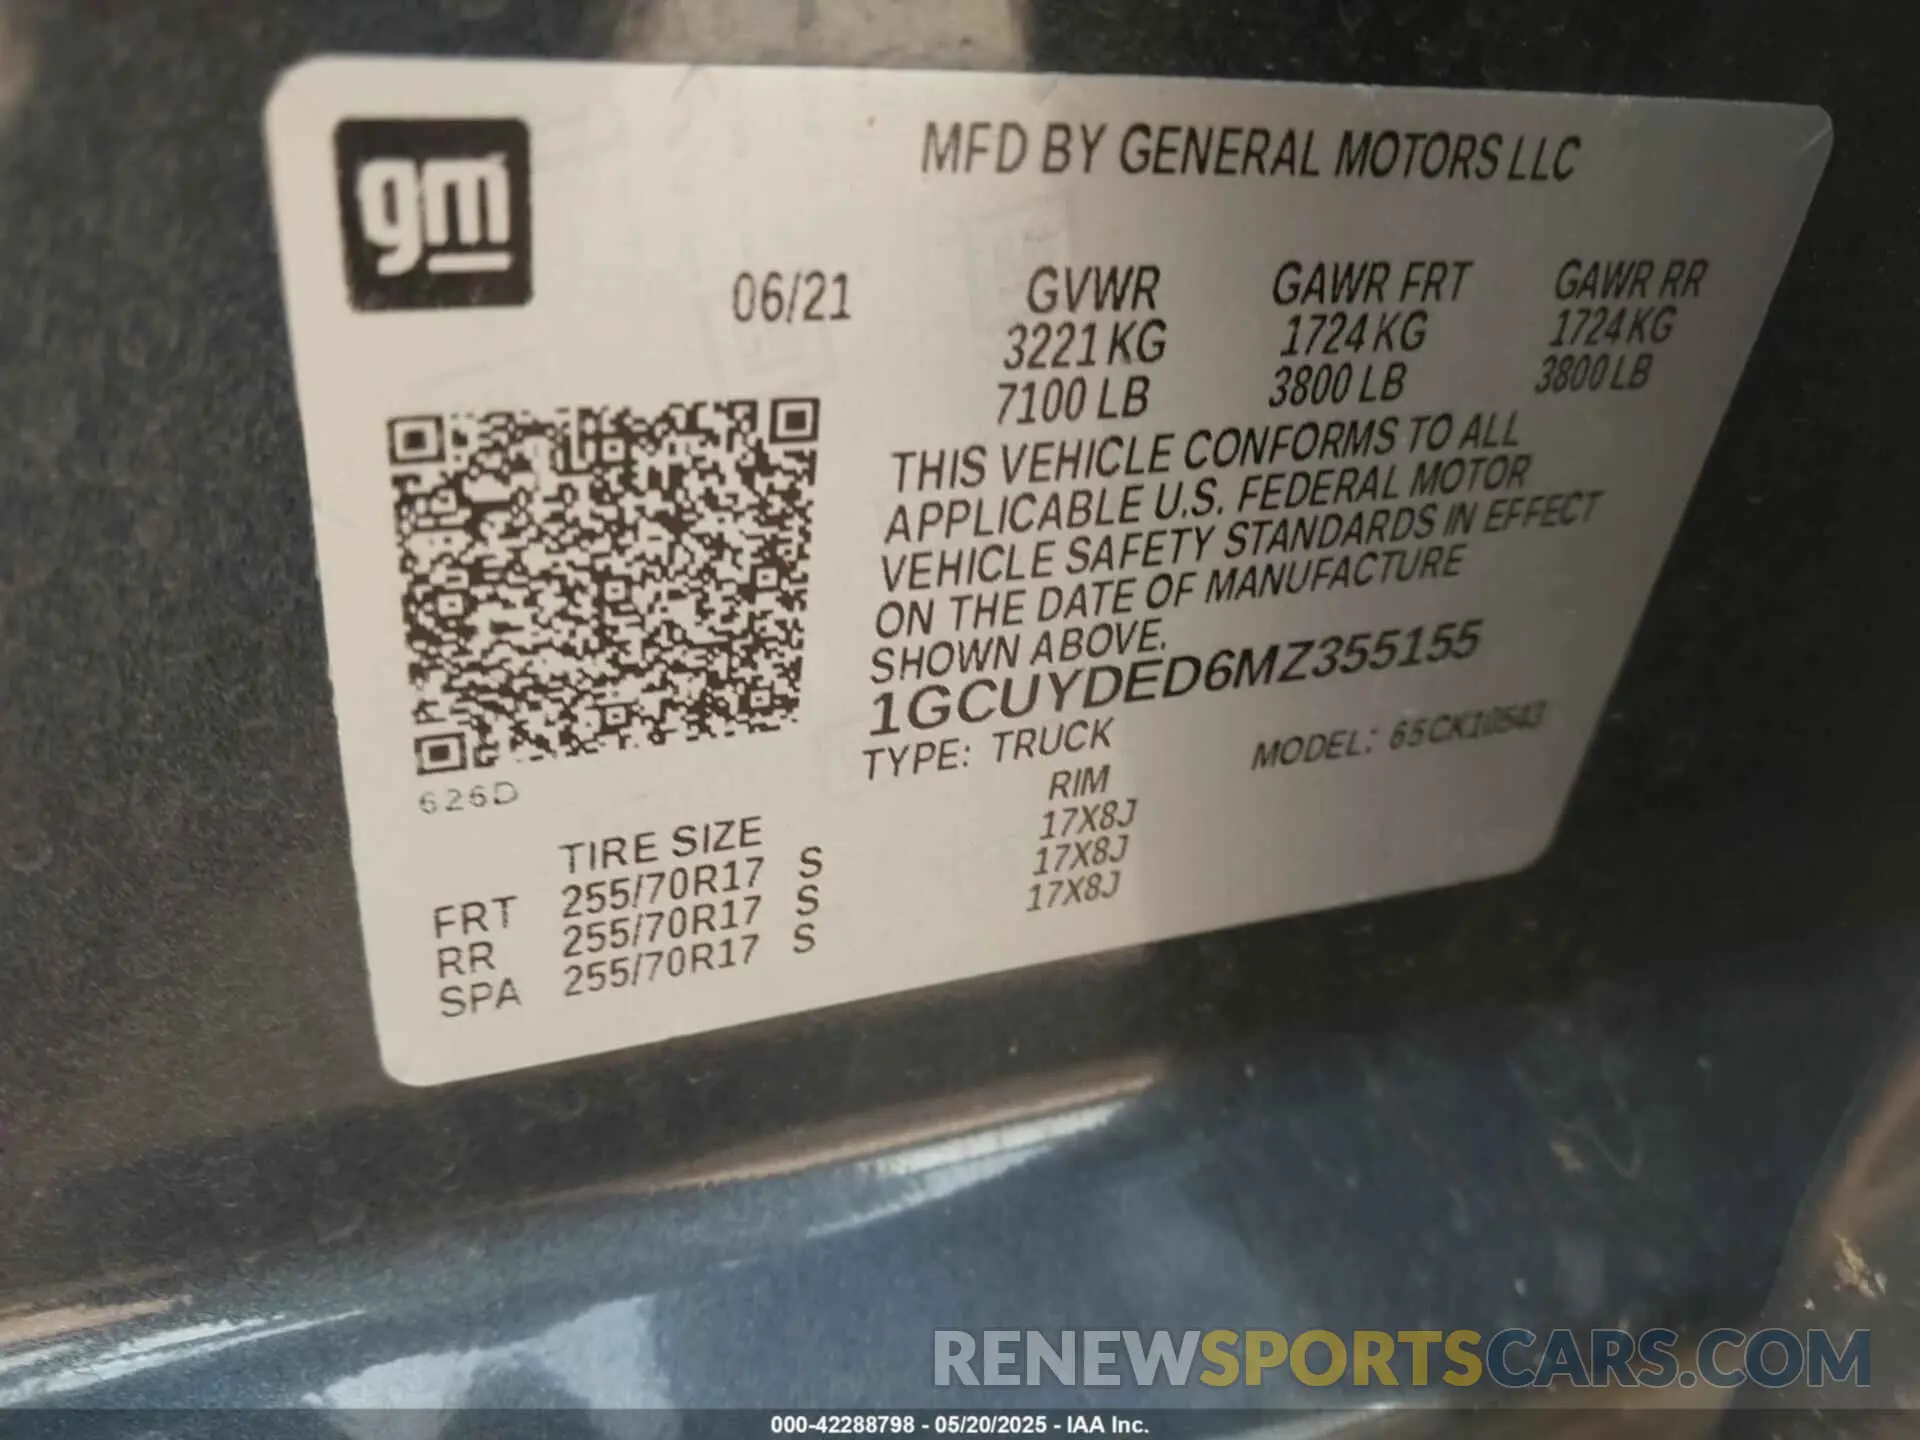 gm
MFD BY GENERAL MOTORS LLC
06/21 GVWR GAWR FRT GAWR RR
3221 KG 1724 KG 1724 KG
7100 LB 3800 LB 3800 LB
THIS VEHICLE CONFORMS TO ALL
APPLICABLE U.S. FEDERAL MOTOR
VEHICLE SAFETY STANDARDS IN EFFECT
ON THE DATE OF MANUFACTURE
SHOWN ABOVE.
1GCUYDED6MZ355155
TYPE: TRUCK MODEL: 65CK10543
626D
TIRE SIZE RIM
FRT 255/70R17 S 17X8J
RR 255/70R17 S 17X8J
SPA 255/70R17 S 17X8J
RENEWSPORTSCARS.COM
000-42288798 - 05/20/2025 - IAA Inc.